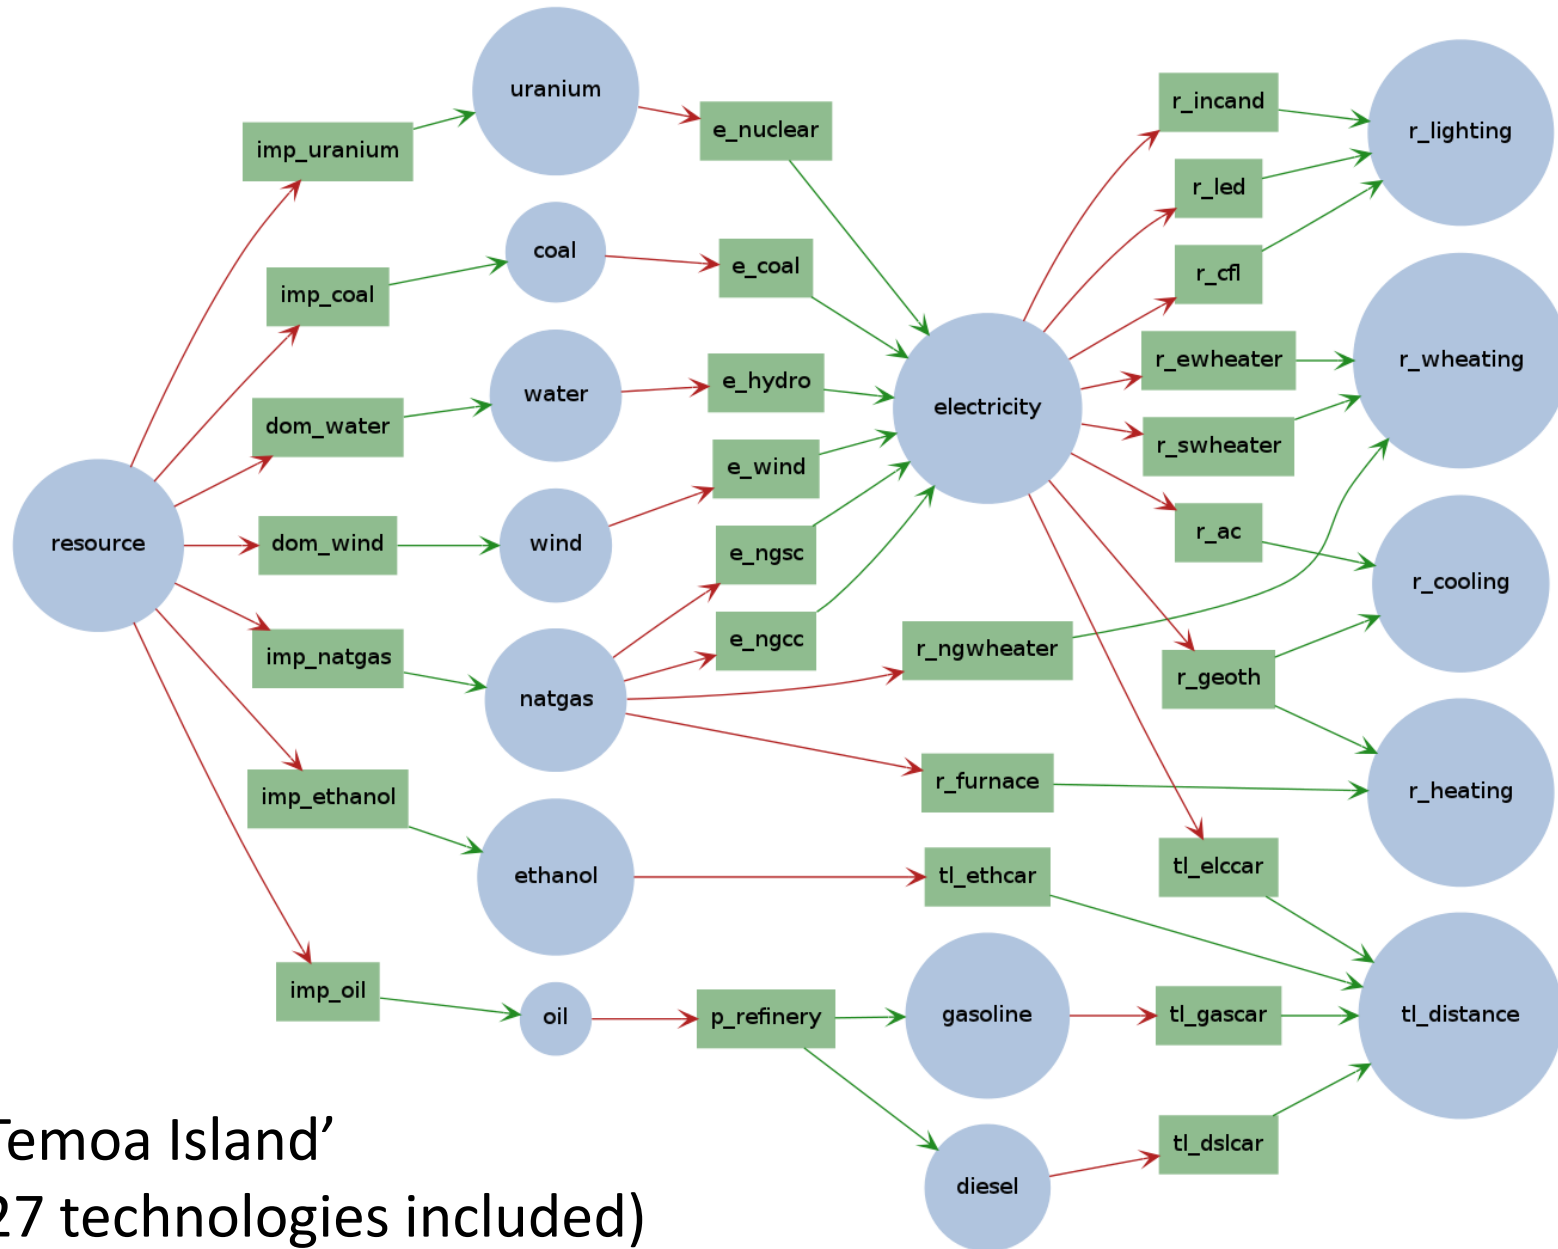 uranium
imp_uranium
e_nuclear
r_incand
r_lighting
r_led
coal
e_coal
r_cfl
imp_coal
r_ewheater
r_wheating
water
e_hydro
electricity
dom_water
r_swheater
e_wind
resource
dom_wind
wind
e_ngsc
r_ac
r_cooling
e_ngcc
r_ngwheater
imp_natgas
r_geoth
natgas
r_furnace
r_heating
imp_ethanol
tl_elccar
ethanol
tl_ethcar
imp_oil
oil
p_refinery
gasoline
tl_gascar
tl_distance
tl_dslcar
diesel
Temoa Island’
27 technologies included)